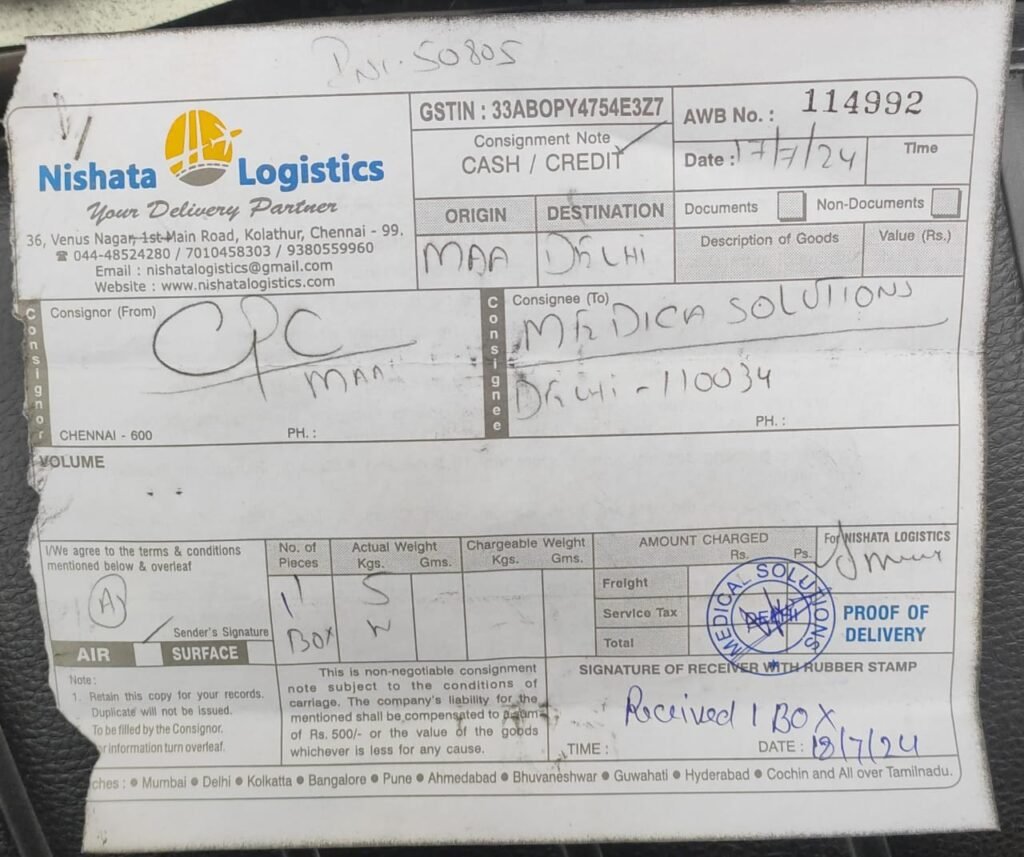 50805
Nishata Logistics
Your Delivery Partner
36, Venus Nagar, 1st Main Road, Kolathur, Chennai - 99.
☎ 044-48524280 / 7010458303 / 9380559960
Email : nishatalogistics@gmail.com
Website : www.nishatalogistics.com
GSTIN : 33ABOPY4754E3Z7
Consignment Note
CASH / CREDIT
ORIGIN DESTINATION
MAA DELHI
AWB No. : 114992
Date : 17/7/24 Time
Documents Non-Documents
Description of Goods Value (Rs.)
Consignor
Consignor (From)
CPC
MAA
CHENNAI - 600 PH. :
Consignee
Consignee (To)
MEDICA SOLUTIONS
DELHI - 110034
PH. :
VOLUME
I/We agree to the terms & conditions
mentioned below & overleaf
Sender's Signature
AIR SURFACE
No. of Pieces
1
BOX
Actual Weight
Kgs. Gms.
5
Chargeable Weight
Kgs. Gms.
AMOUNT CHARGED
Rs. Ps.
Freight
Service Tax
Total
For NISHATA LOGISTICS
MEDICAL SOLUTIONS
DELHI
PROOF OF
DELIVERY
Note :
1. Retain this copy for your records.
Duplicate will not be issued.
To be filled by the Consignor.
r information turn overleaf.
This is non-negotiable consignment
note subject to the conditions of
carriage. The company's liability for the
mentioned shall be compensated to a sum
of Rs. 500/- or the value of the goods
whichever is less for any cause.
SIGNATURE OF RECEIVER WITH RUBBER STAMP
Received 1 BOX
TIME : DATE : 18/7/24
ches : ● Mumbai ● Delhi ● Kolkatta ● Bangalore ● Pune ● Ahmedabad ● Bhuvaneshwar ● Guwahati ● Hyderabad ● Cochin and All over Tamilnadu.